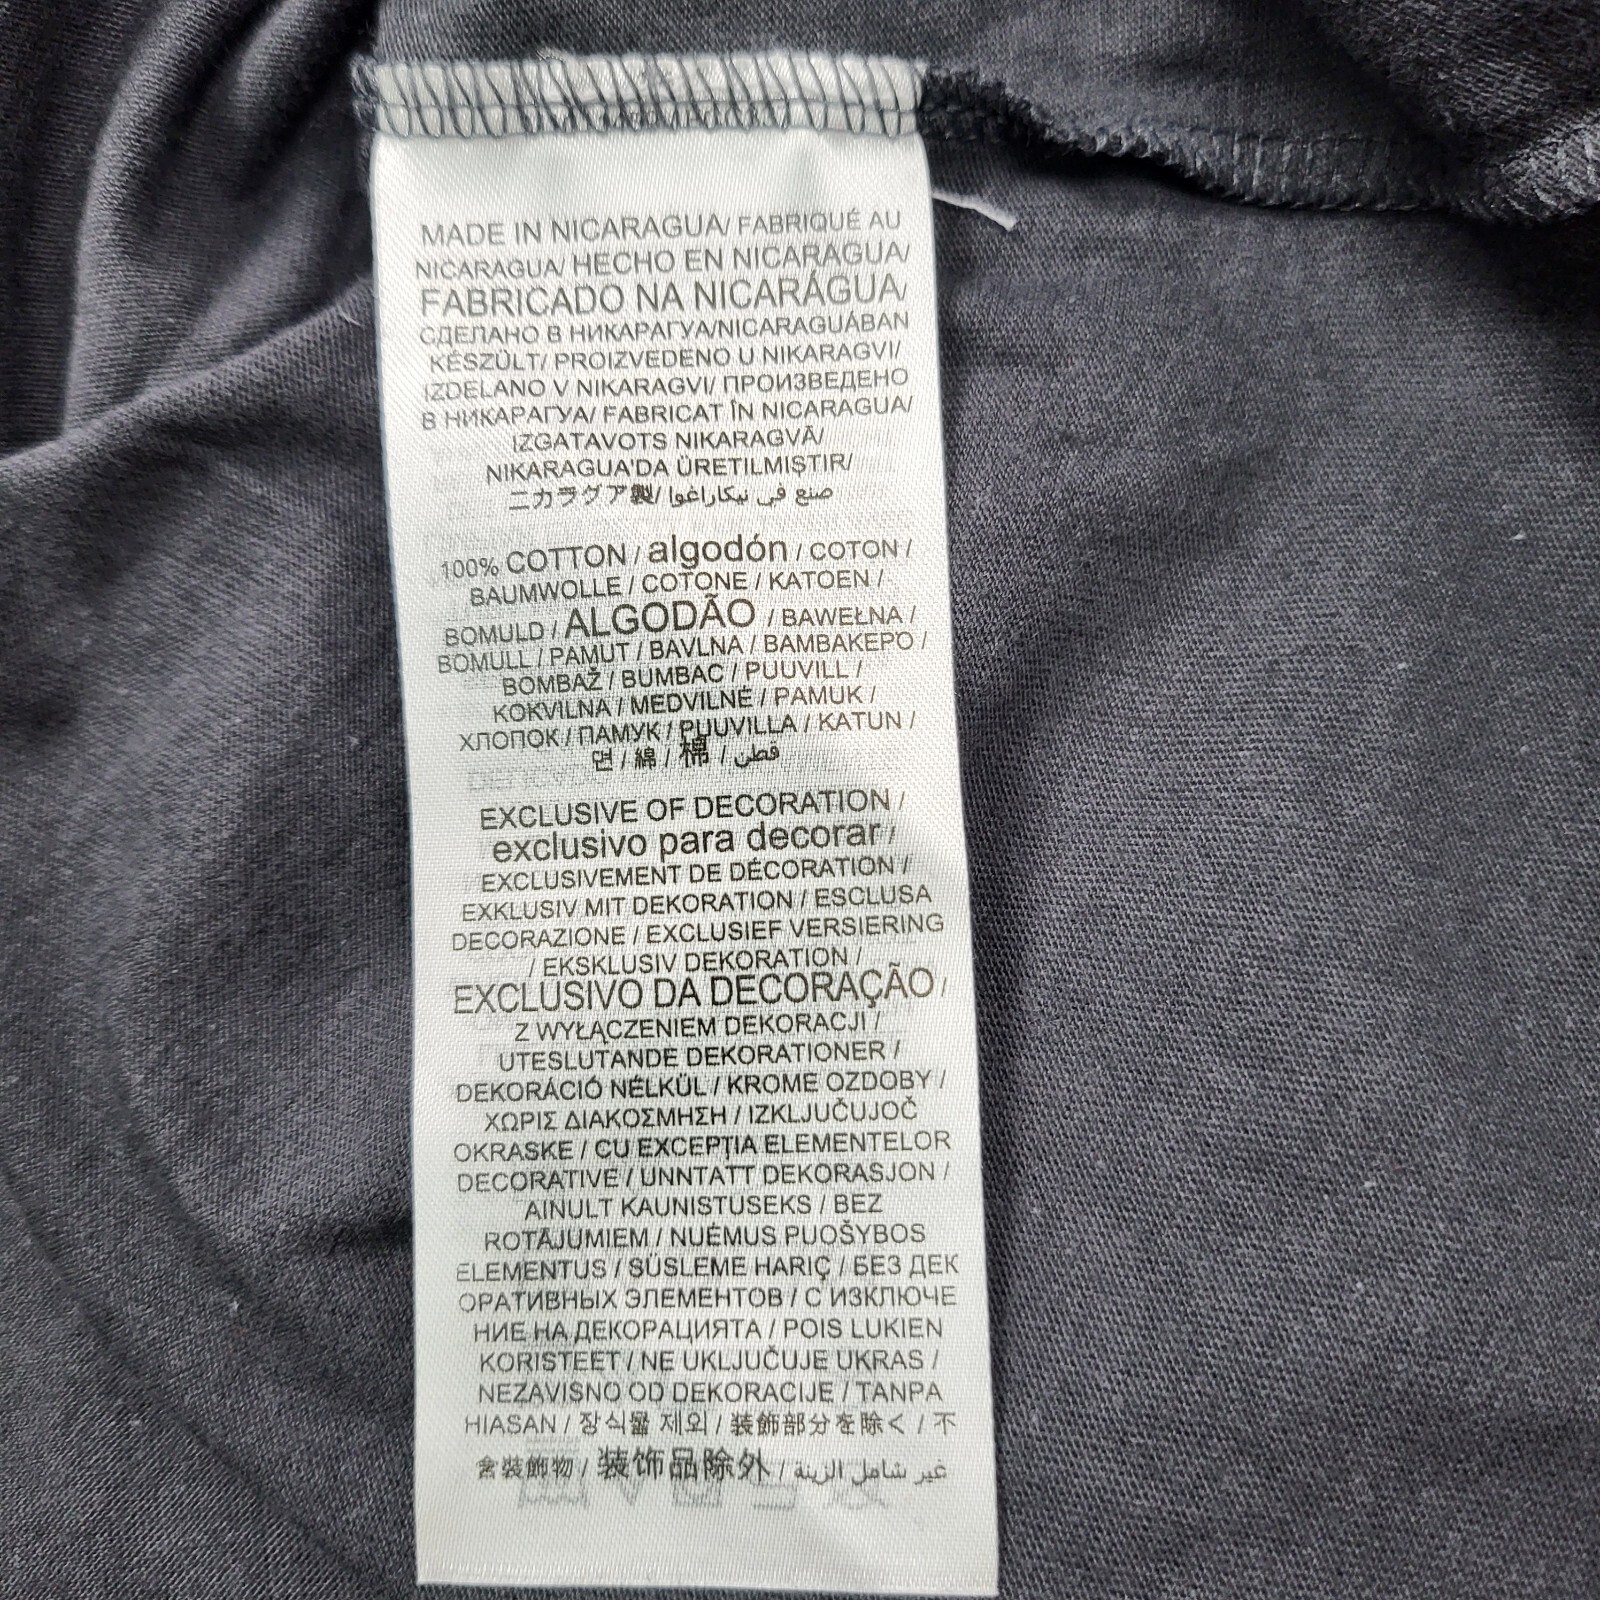 MADE IN NICARAGUA/ FABRIQUÉ AU
NICARAGUA/ HECHO EN NICARAGUA/
FABRICADO NA NICARÁGUA/
СДЕЛАНО В НИКАРАГУА/NICARAGUÁBAN
KÉSZÜLT/ PROIZVEDENO U NIKARAGVI/
IZDELANO V NIKARAGVI/ ПРОИЗВЕДЕНО
В НИКАРАГУА/ FABRICAT ÎN NICARAGUA/
IZGATAVOTS NIKARAGVĀ/
NIKARAGUA'DA ÜRETILMIŞTIR/
ニカラグア製/ صنع في نيكاراغوا
100% COTTON / algodón / COTON /
BAUMWOLLE / COTONE / KATOEN /
BOMULD / ALGODÃO / BAWEŁNA /
BOMULL / PAMUT / BAVLNA / ΒΑΜΒΑΚΕΡΌ /
BOMBAŽ / BUMBAC / PUUVILL /
KOKVILNA / MEDVILNĖ / PAMUK /
ХЛОПОК / ПАМУК / PUUVILLA / KATUN /
면 / 綿 / 棉 / قطن
EXCLUSIVE OF DECORATION /
exclusivo para decorar /
EXCLUSIVEMENT DE DÉCORATION /
EXKLUSIV MIT DEKORATION / ESCLUSA
DECORAZIONE / EXCLUSIEF VERSIERING
/ EKSKLUSIV DEKORATION /
EXCLUSIVO DA DECORAÇÃO /
Z WYŁĄCZENIEM DEKORACJI /
UTESLUTANDE DEKORATIONER /
DEKORÁCIÓ NÉLKÜL / KROME OZDOBY /
ΧΩΡΙΣ ΔΙΑΚΟΣΜΗΣΗ / IZKLJUČUJOČ
OKRASKE / CU EXCEPȚIA ELEMENTELOR
DECORATIVE / UNNTATT DEKORASJON /
AINULT KAUNISTUSEKS / BEZ
ROTĀJUMIEM / NUĖMUS PUOŠYBOS
ELEMENTUS / SÜSLEME HARIÇ / БЕЗ ДЕК
ОРАТИВНЫХ ЭЛЕМЕНТОВ / С ИЗКЛЮЧЕ
НИЕ НА ДЕКОРАЦИЯТА / POIS LUKIEN
KORISTEET / NE UKLJUČUJE UKRAS /
NEZAVISNO OD DEKORACIJE / TANPA
HIASAN / 장식물 제외 / 装飾部分を除く / 不
含裝飾物 / 装饰品除外 / غير شامل الزينة